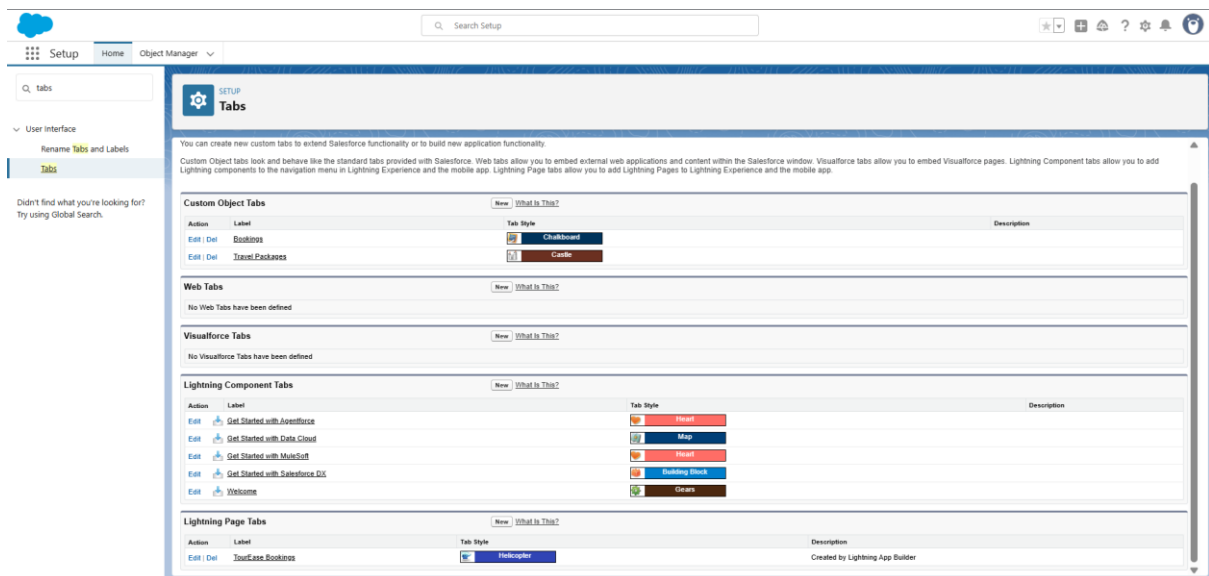 Search Setup
Setup Home Object Manager
tabs
User Interface
Rename Tabs and Labels
Tabs
Didn't find what you're looking for?
Try using Global Search.
SETUP
Tabs
You can create new custom tabs to extend Salesforce functionality or to build new application functionality.
Custom Object tabs look and behave like the standard tabs provided with Salesforce. Web tabs allow you to embed external web applications and content within the Salesforce window. Visualforce tabs allow you to embed Visualforce pages. Lightning Component tabs allow you to add
Lightning components to the navigation menu in Lightning Experience and the mobile app. Lightning Page tabs allow you to add Lightning Pages to Lightning Experience and the mobile app.
Custom Object Tabs New What Is This?
Action Label Tab Style Description
Edit | Del Bookings Chalkboard
Edit | Del Travel Packages Castle
Web Tabs New What Is This?
No Web Tabs have been defined
Visualforce Tabs New What Is This?
No Visualforce Tabs have been defined
Lightning Component Tabs New What Is This?
Action Label Tab Style Description
Edit Get Started with Agentforce Heart
Edit Get Started with Data Cloud Map
Edit Get Started with MuleSoft Heart
Edit Get Started with Salesforce DX Building Block
Edit Welcome Gears
Lightning Page Tabs New What Is This?
Action Label Tab Style Description
Edit | Del TourEase Bookings Helicopter Created by Lightning App Builder